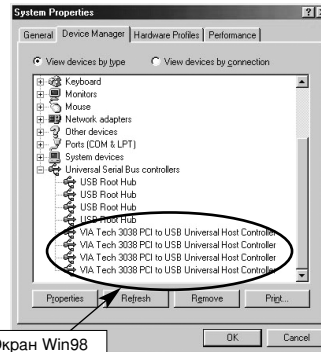 System Properties
General Device Manager Hardware Profiles Performance
View devices by type View devices by connection
Keyboard
Monitors
Mouse
Network adapters
Other devices
Ports (COM & LPT)
System devices
Universal Serial Bus controllers
USB Root Hub
USB Root Hub
USB Root Hub
USB Root Hub
VIA Tech 3038 PCI to USB Universal Host Controller
VIA Tech 3038 PCI to USB Universal Host Controller
VIA Tech 3038 PCI to USB Universal Host Controller
VIA Tech 3038 PCI to USB Universal Host Controller
Properties Refresh Remove Print...
Экран Win98
OK Cancel